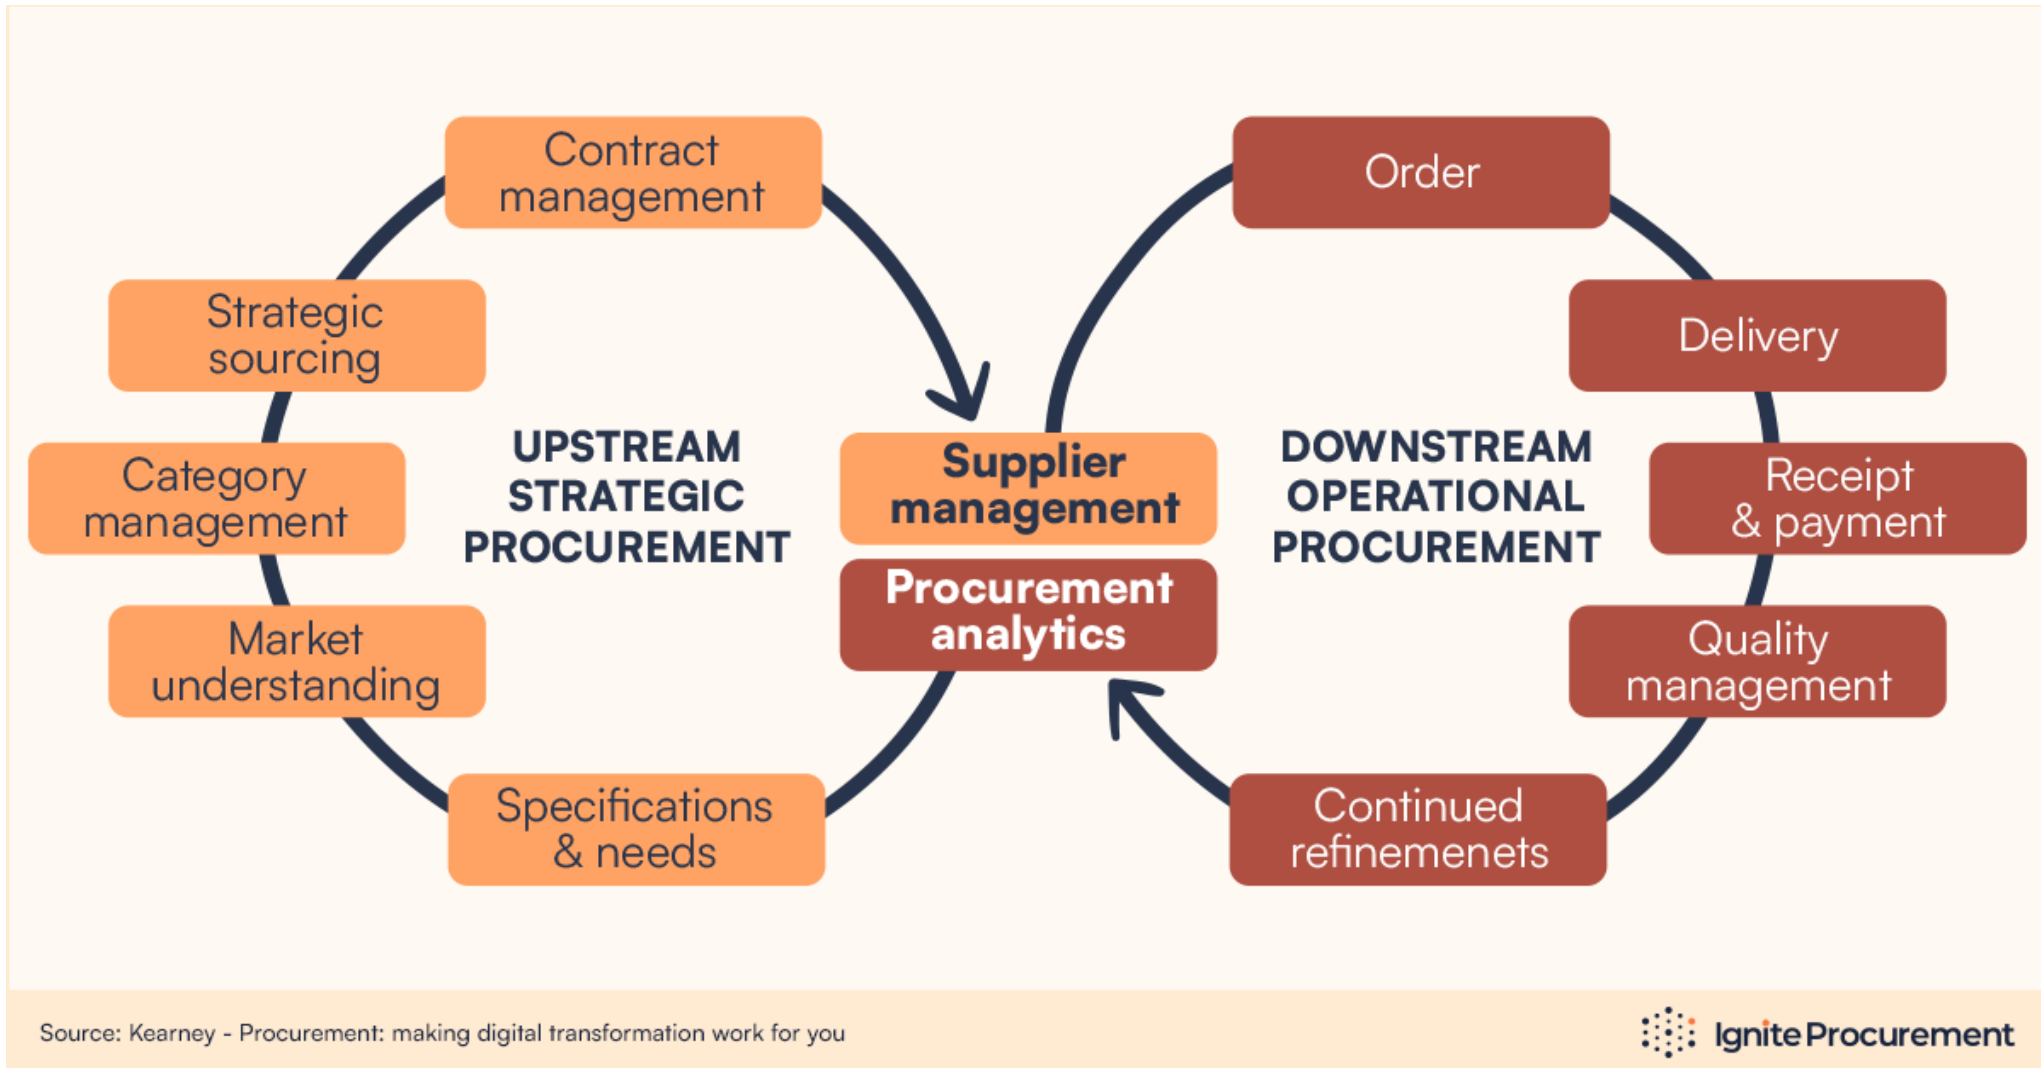 Contract
management
Strategic
sourcing
Category
management
Market
understanding
Specifications
& needs
UPSTREAM
STRATEGIC
PROCUREMENT
Supplier
management
Procurement
analytics
DOWNSTREAM
OPERATIONAL
PROCUREMENT
Order
Delivery
Receipt
& payment
Quality
management
Continued
refinemenets
Source: Kearney - Procurement: making digital transformation work for you
Ignite Procurement